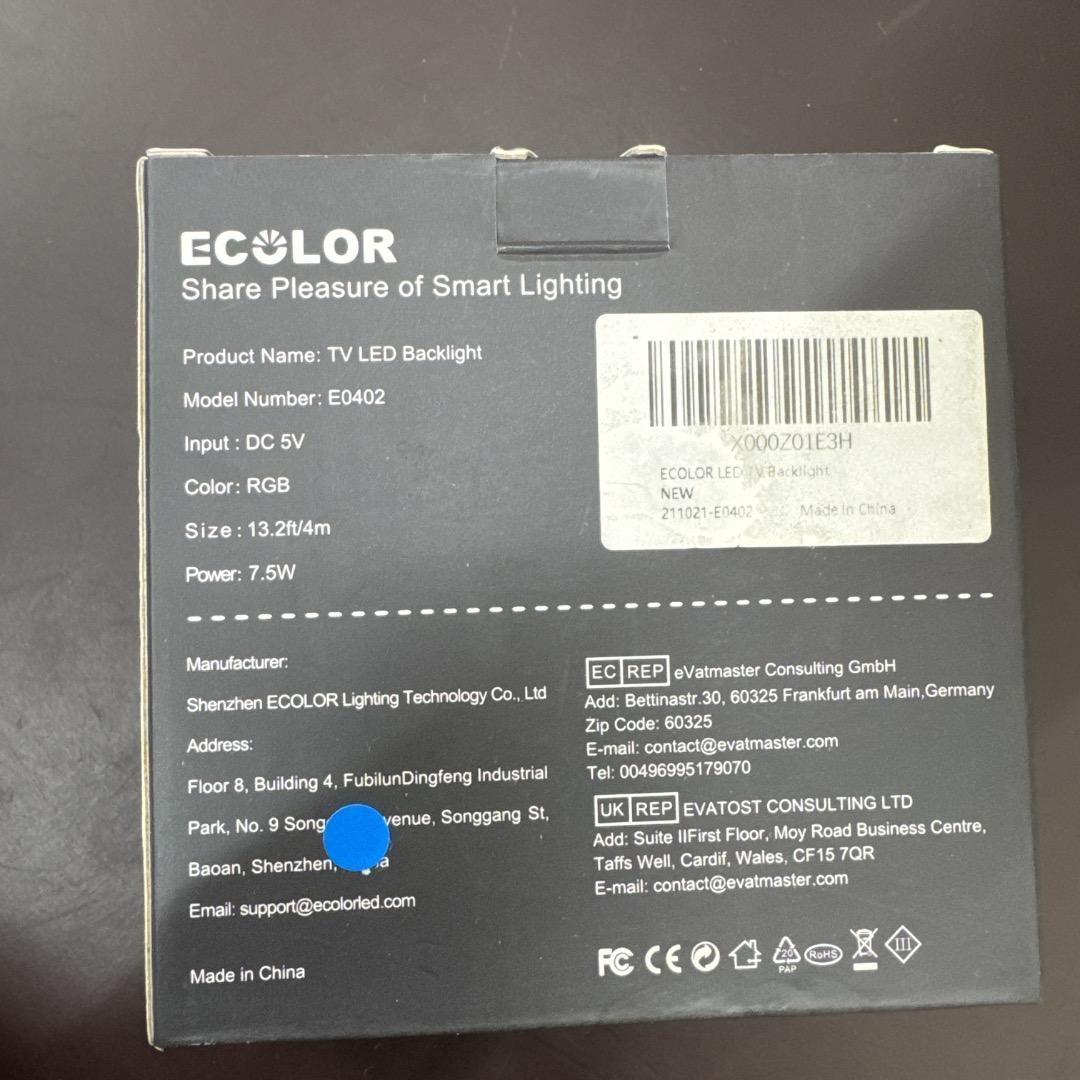 ECOLOR
Share Pleasure of Smart Lighting
Product Name: TV LED Backlight
Model Number: E0402
Input : DC 5V
Color: RGB
Size : 13.2ft/4m
Power: 7.5W
X000Z01E3H
ECOLOR LED TV Backlight
NEW
211021-E0402 Made in China
Manufacturer:
Shenzhen ECOLOR Lighting Technology Co., Ltd
Address:
Floor 8, Building 4, FubilunDingfeng Industrial
Park, No. 9 Songgang St,
Baoan, Shenzhen,
Email: support@ecolorled.com
Made in China
EC REP eVatmaster Consulting GmbH
Add: Bettinastr.30, 60325 Frankfurt am Main,Germany
Zip Code: 60325
E-mail: contact@evatmaster.com
Tel: 00496995179070
UK REP EVATOST CONSULTING LTD
Add: Suite IIFirst Floor, Moy Road Business Centre,
Taffs Well, Cardif, Wales, CF15 7QR
E-mail: contact@evatmaster.com
FC CE 20 PAP RoHS III